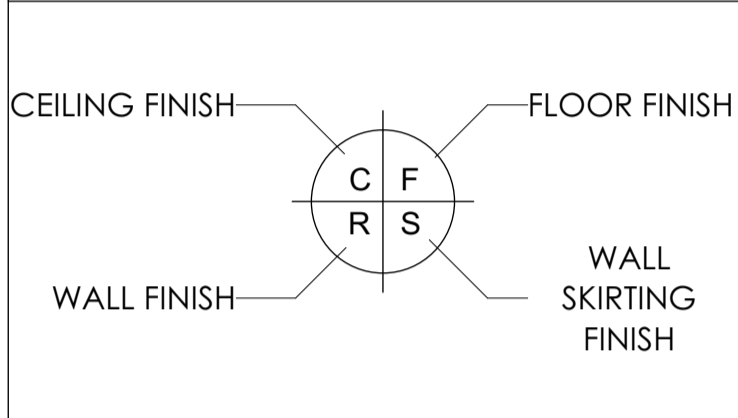 CEILING FINISH
FLOOR FINISH
C F
R S
WALL FINISH
WALL
SKIRTING
FINISH